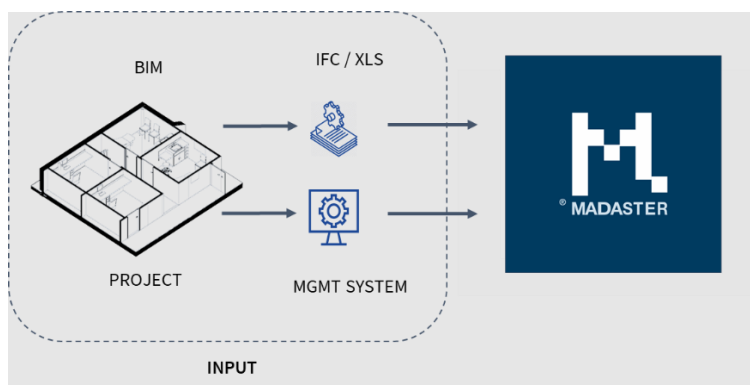 BIM
IFC / XLS
PROJECT
MGMT SYSTEM
INPUT
M
® MADASTER